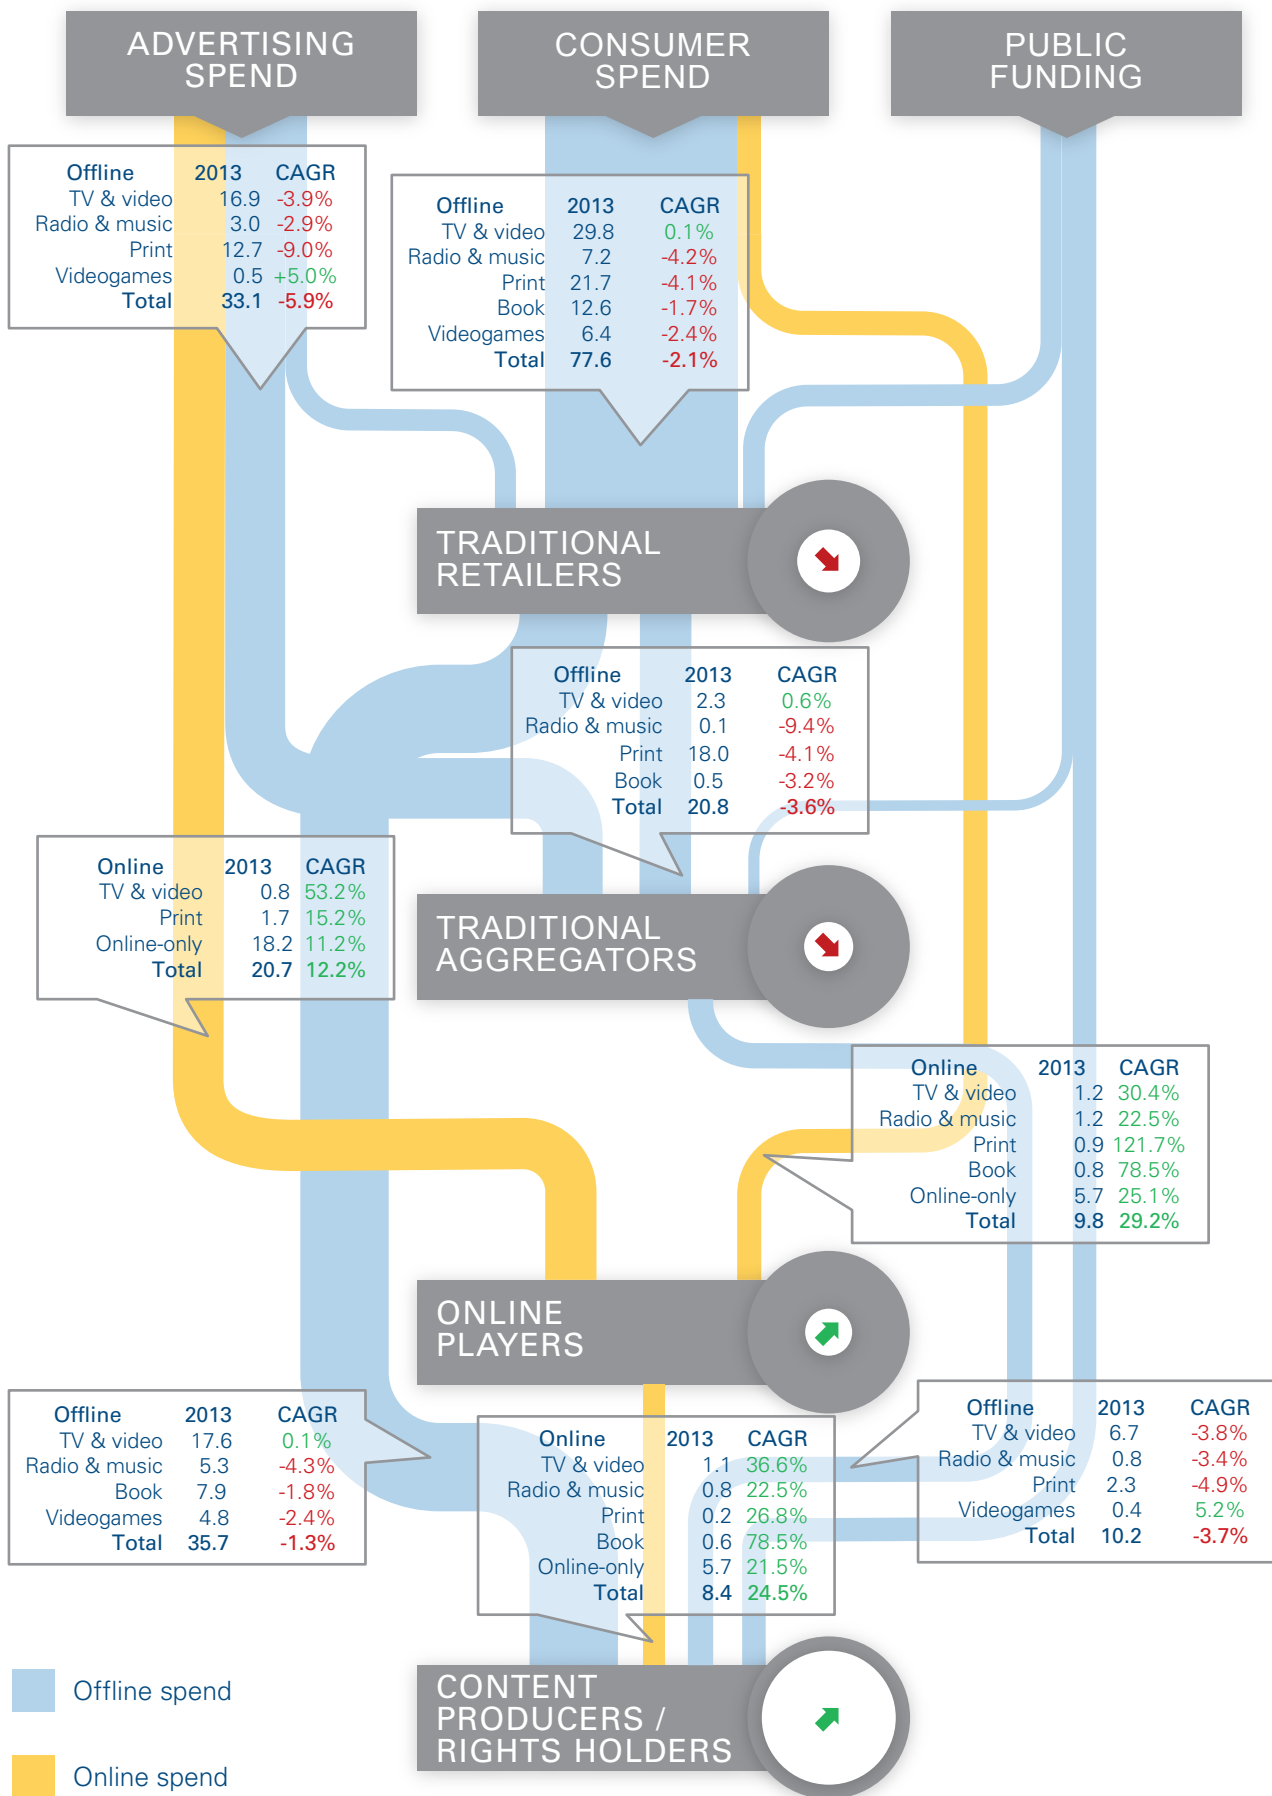 ADVERTISING
SPEND
CONSUMER
SPEND
PUBLIC
FUNDING
Offline 2013 CAGR
TV & video 16.9 -3.9%
Radio & music 3.0 -2.9%
Print 12.7 -9.0%
Videogames 0.5 +5.0%
Total 33.1 -5.9%
Offline 2013 CAGR
TV & video 29.8 0.1%
Radio & music 7.2 -4.2%
Print 21.7 -4.1%
Book 12.6 -1.7%
Videogames 6.4 -2.4%
Total 77.6 -2.1%
TRADITIONAL
RETAILERS
Offline 2013 CAGR
TV & video 2.3 0.6%
Radio & music 0.1 -9.4%
Print 18.0 -4.1%
Book 0.5 -3.2%
Total 20.8 -3.6%
Online 2013 CAGR
TV & video 0.8 53.2%
Print 1.7 15.2%
Online-only 18.2 11.2%
Total 20.7 12.2%
TRADITIONAL
AGGREGATORS
Online 2013 CAGR
TV & video 1.2 30.4%
Radio & music 1.2 22.5%
Print 0.9 121.7%
Book 0.8 78.5%
Online-only 5.7 25.1%
Total 9.8 29.2%
ONLINE
PLAYERS
Offline 2013 CAGR
TV & video 17.6 0.1%
Radio & music 5.3 -4.3%
Book 7.9 -1.8%
Videogames 4.8 -2.4%
Total 35.7 -1.3%
Online 2013 CAGR
TV & video 1.1 36.6%
Radio & music 0.8 22.5%
Print 0.2 26.8%
Book 0.6 78.5%
Online-only 5.7 21.5%
Total 8.4 24.5%
Offline 2013 CAGR
TV & video 6.7 -3.8%
Radio & music 0.8 -3.4%
Print 2.3 -4.9%
Videogames 0.4 5.2%
Total 10.2 -3.7%
CONTENT
PRODUCERS /
RIGHTS HOLDERS
Offline spend
Online spend